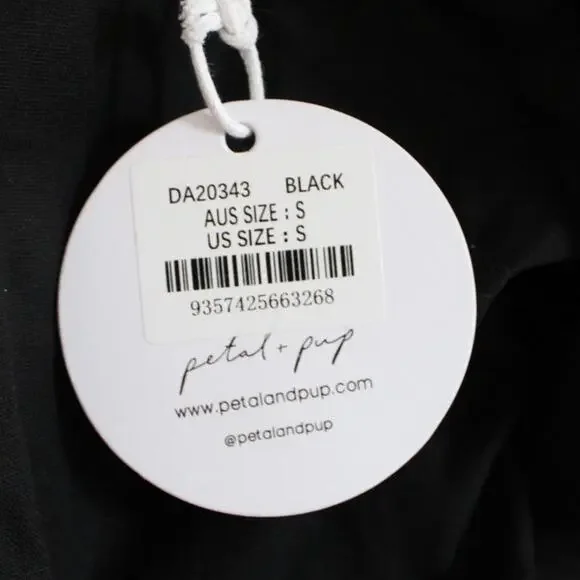 DA20343 BLACK
AUS SIZE : S
US SIZE : S
9357425663268
petal + pup
www.petalandpup.com
@petalandpup